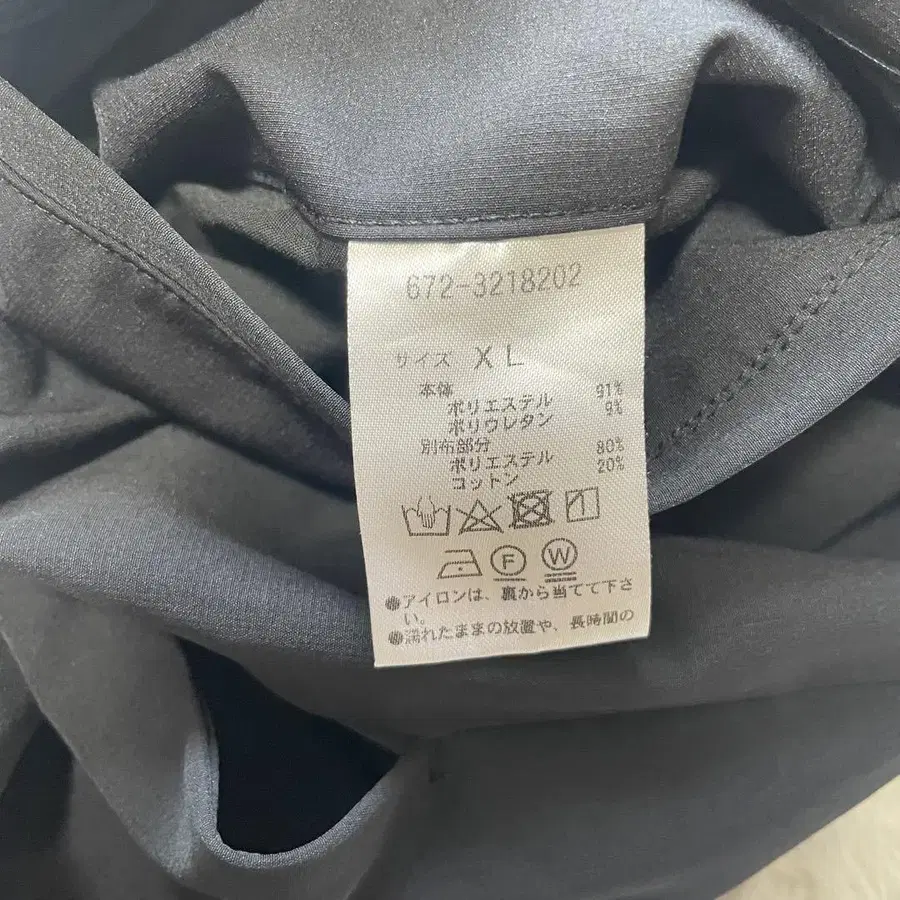 672-3218202
サイズ XL
本体
ポリエステル 91%
ポリウレタン 9%
別布部分
ポリエステル 80%
コットン 20%
F W
●アイロンは、裏から当てて下さ
い。
●濡れたままの放置や、長時間の